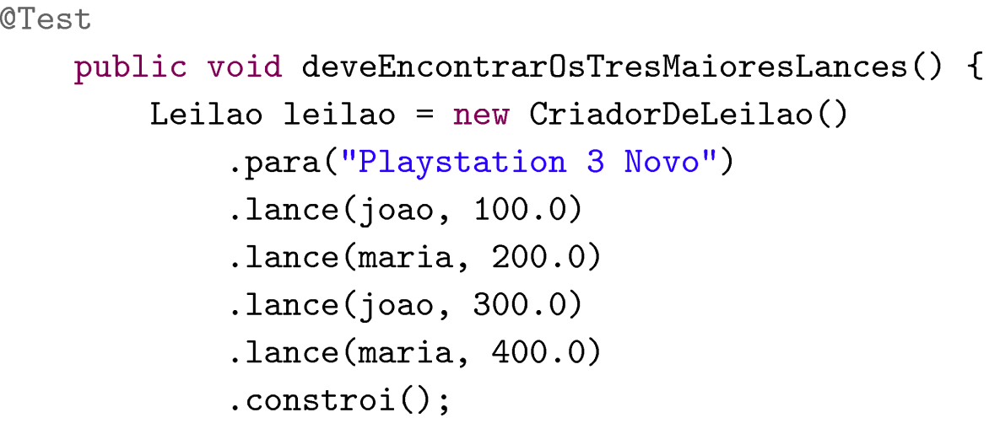 @Test
public void deveEncontrarOsTresMaioresLances() {
Leilao leilao = new CriadorDeLeilao()
.para("Playstation 3 Novo")
.lance(joao, 100.0)
.lance(maria, 200.0)
.lance(joao, 300.0)
.lance(maria, 400.0)
.constroi();